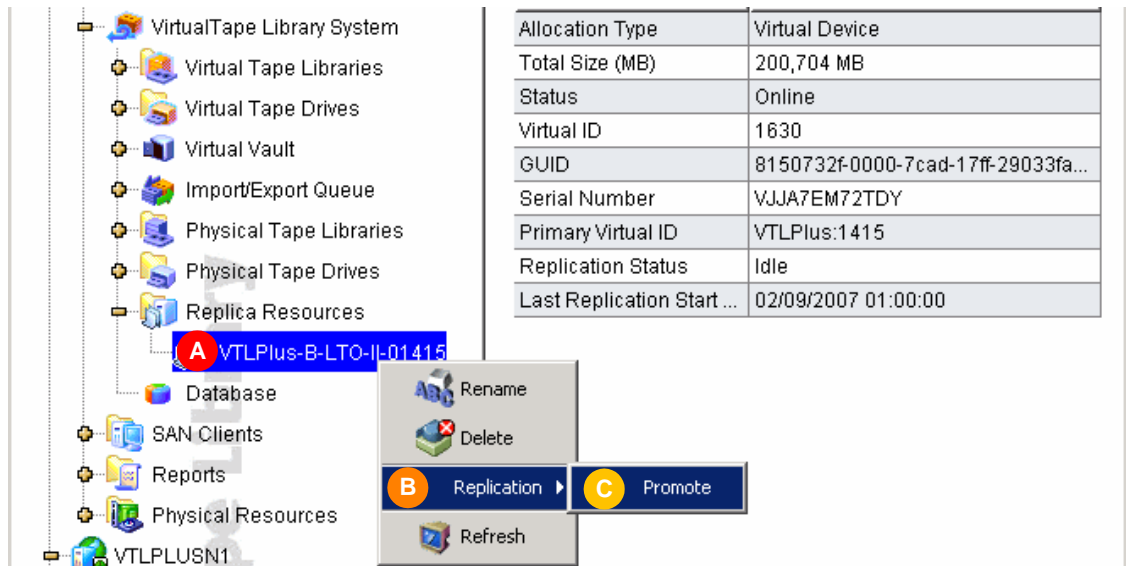 VirtualTape Library System
Virtual Tape Libraries
Virtual Tape Drives
Virtual Vault
Import/Export Queue
Physical Tape Libraries
Physical Tape Drives
Replica Resources
A VTLPlus-B-LTO-II-01415
Database
SAN Clients
Reports
Physical Resources
VTLPLUSN1
Allocation Type Virtual Device
Total Size (MB) 200,704 MB
Status Online
Virtual ID 1630
GUID 8150732f-0000-7cad-17ff-29033fa...
Serial Number VJJA7EM72TDY
Primary Virtual ID VTLPlus:1415
Replication Status Idle
Last Replication Start ... 02/09/2007 01:00:00
ABC Rename
Delete
B Replication
C Promote
Refresh
pe Library